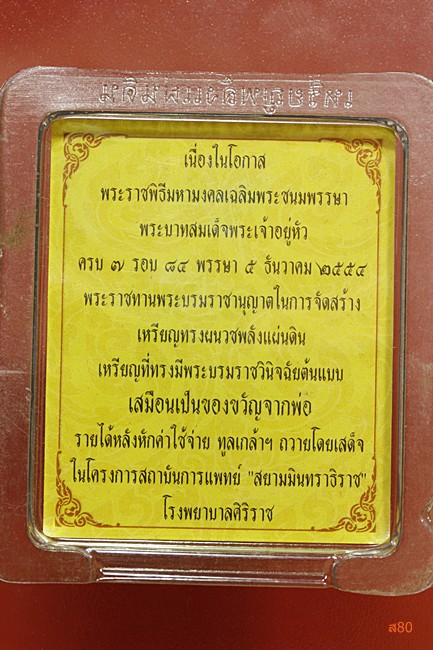 เนื่องในโอกาส
พระราชพิธีมหามงคลเฉลิมพระชนมพรรษา
พระบาทสมเด็จพระเจ้าอยู่หัว
ครบ ๗ รอบ ๘๔ พรรษา ๕ ธันวาคม ๒๕๕๔
พระราชทานพระบรมราชานุญาตในการจัดสร้าง
เหรียญทรงผนวชพลังแผ่นดิน
เหรียญที่ทรงมีพระบรมราชวินิจฉัยต้นแบบ
เสมือนเป็นของขวัญจากพ่อ
รายได้หลังหักค่าใช้จ่าย ทูลเกล้าฯ ถวายโดยเสด็จ
ในโครงการสถาบันการแพทย์ "สยามมินทราธิราช"
โรงพยาบาลศิริราช
ส80